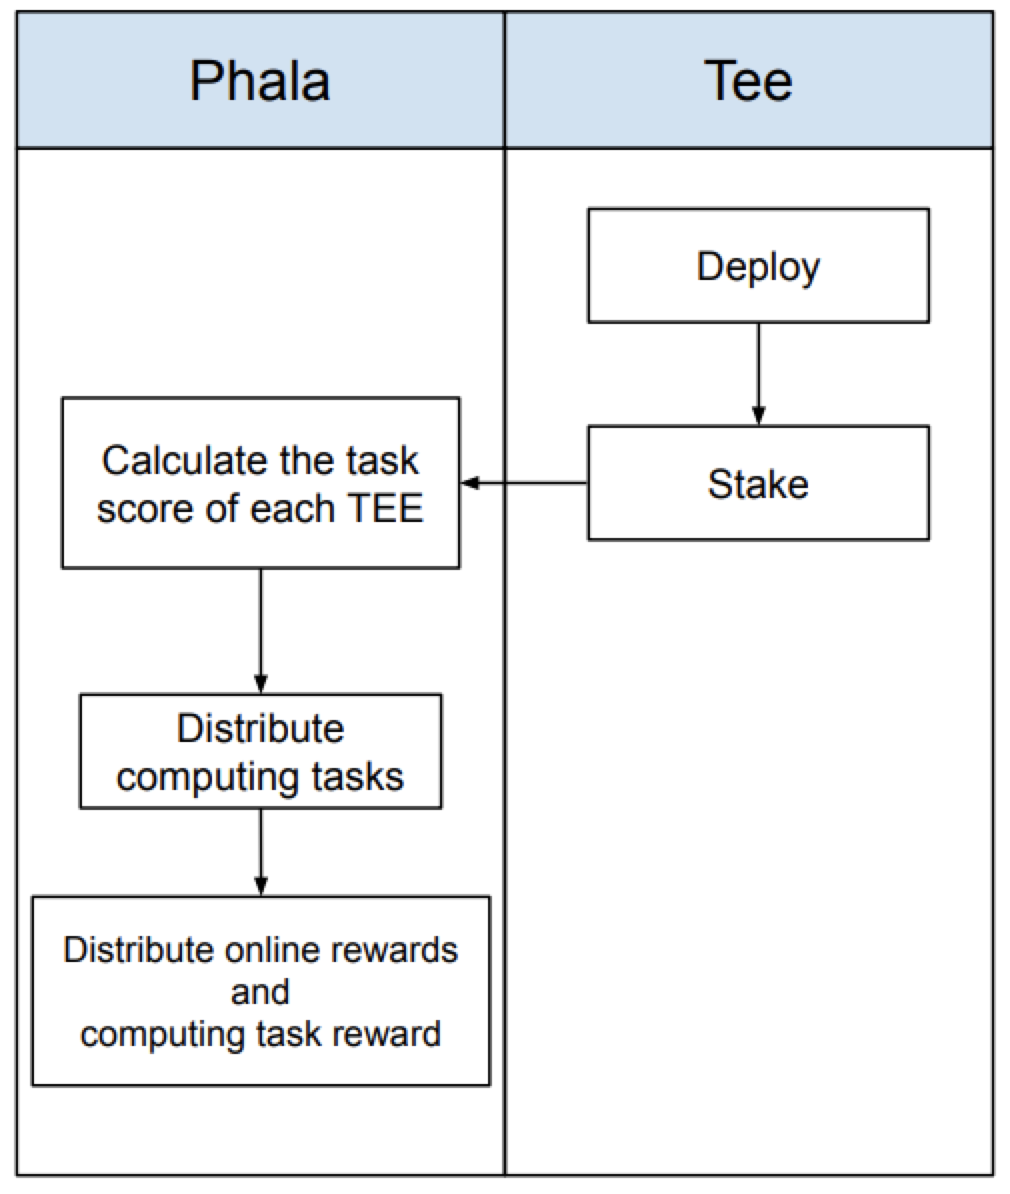 Phala
Tee
Deploy
Stake
Calculate the task
score of each TEE
Distribute
computing tasks
Distribute online rewards
and
computing task reward